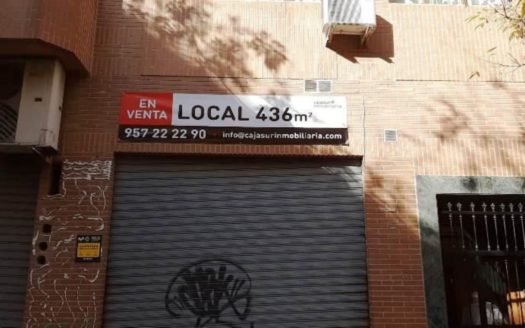 EN
VENTA
LOCAL 436m²
957 22 22 90
info@cajasurinmobiliaria.com